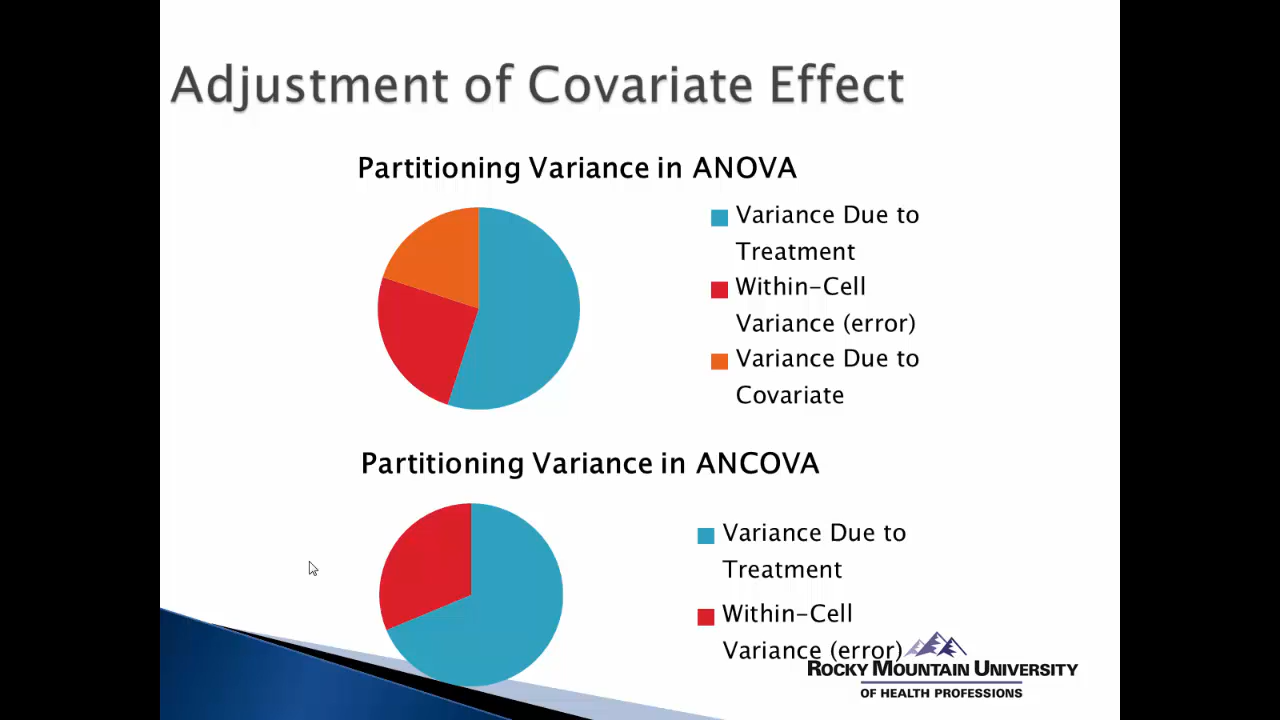 Adjustment of Covariate Effect
Partitioning Variance in ANOVA
Variance Due to
Treatment
Within-Cell
Variance (error)
Variance Due to
Covariate
Partitioning Variance in ANCOVA
Variance Due to
Treatment
Within-Cell
Variance (error)
ROCKY MOUNTAIN UNIVERSITY
OF HEALTH PROFESSIONS